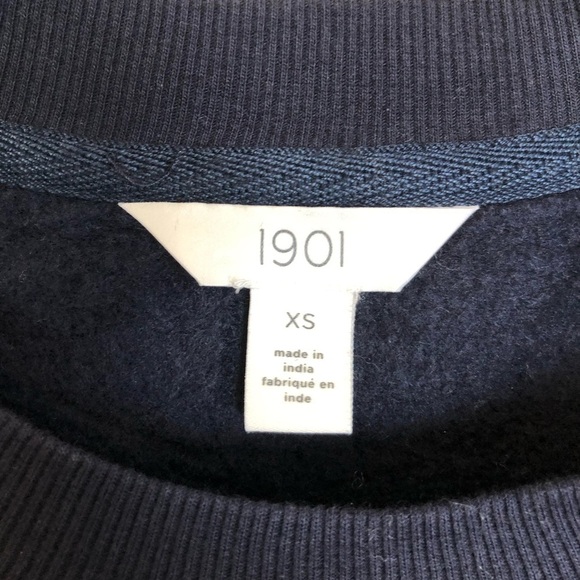 1901
XS
made in
india
fabriqué en
inde